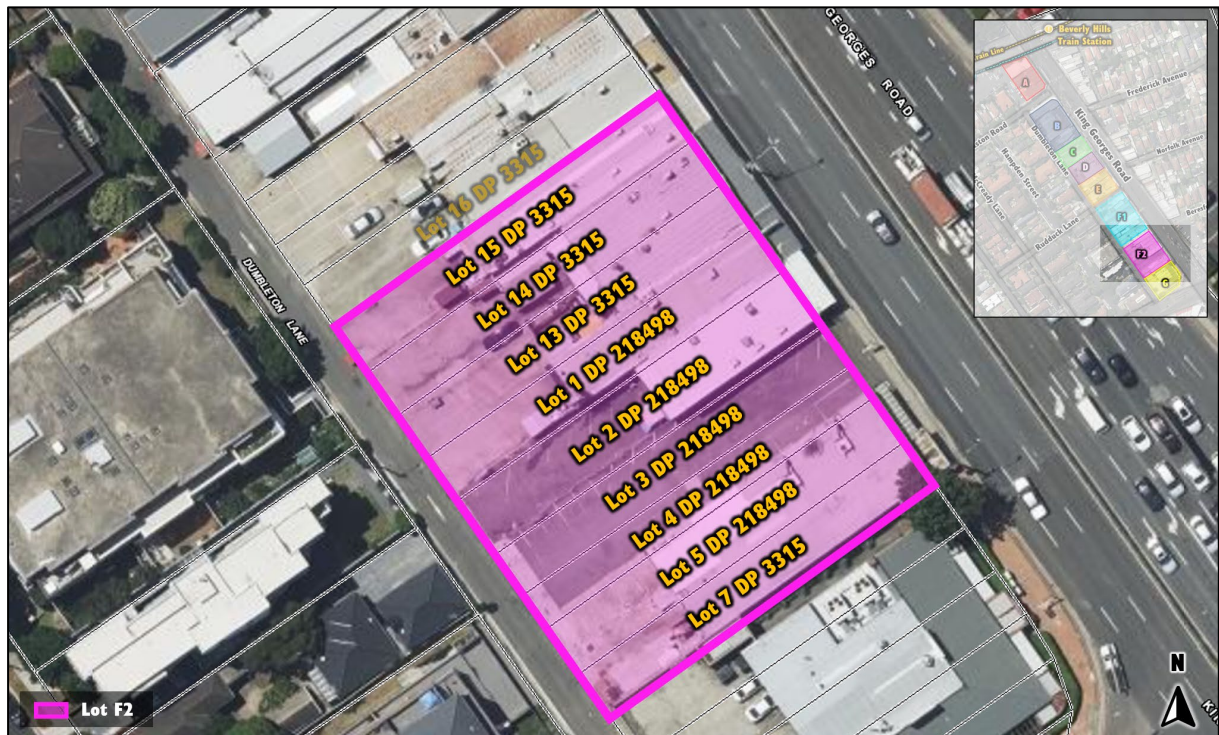 GEORGES ROAD
DUMBLETON LANE
Lot 16 DP 3315
Lot 15 DP 3315
Lot 14 DP 3315
Lot 13 DP 3315
Lot 1 DP 218498
Lot 2 DP 218498
Lot 3 DP 218498
Lot 4 DP 218498
Lot 5 DP 218498
Lot 7 DP 3315
Lot F2
N
KI
Beverly Hills
Train Station
King Georges Road
Frederick Avenue
Norfolk Avenue
Dumbleton Lane
Hampden Street
Ruddock Lane
A
B
C
D
E
F1
F2
G